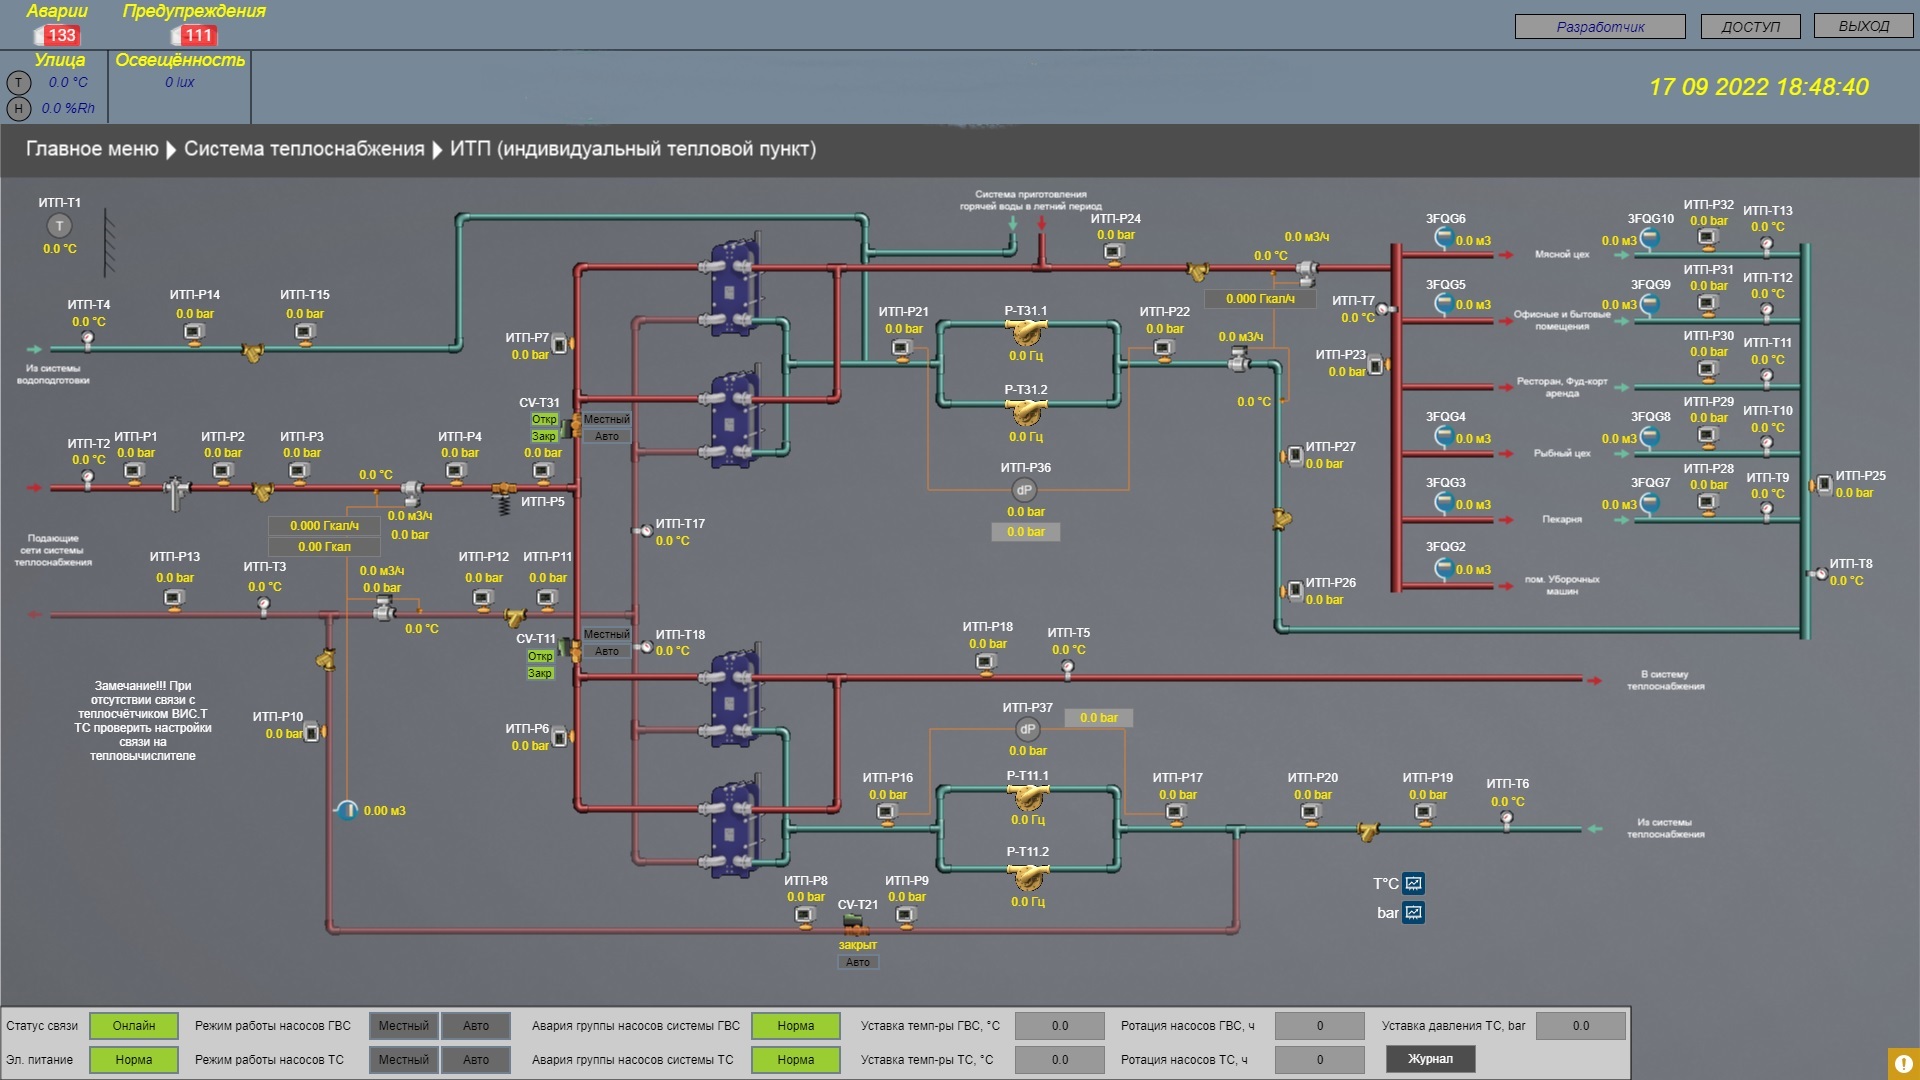 Аварии
133
Предупреждения
111
Разработчик
ДОСТУП
ВЫХОД
Улица
T
0.0 °C
H
0.0 %Rh
Освещённость
0 lux
17 09 2022 18:48:40
Главное меню
Система теплоснабжения
ИТП (индивидуальный тепловой пункт)
ИТП-Т1
T
0.0 °C
Система приготовления
горячей воды в летний период
ИТП-Т4
0.0 °C
ИТП-Р14
0.0 bar
ИТП-Т15
0.0 bar
Из системы
водоподготовки
ИТП-Р7
0.0 bar
ИТП-Р21
0.0 bar
Р-Т31.1
0.0 Гц
Р-Т31.2
0.0 Гц
ИТП-Р22
0.0 bar
ИТП-Р36
dP
0.0 bar
0.0 bar
ИТП-Р24
0.0 bar
0.0 м3/ч
0.0 °C
0.000 Гкал/ч
0.0 м3/ч
0.0 °C
ИТП-Т7
0.0 °C
ИТП-Р23
0.0 bar
ИТП-Р27
0.0 bar
ИТП-Р26
0.0 bar
3FQG6
0.0 м3
Мясной цех
3FQG10
0.0 м3
ИТП-Р32
0.0 bar
ИТП-Т13
0.0 °C
3FQG5
0.0 м3
Офисные и бытовые
помещения
3FQG9
0.0 м3
ИТП-Р31
0.0 bar
ИТП-Т12
0.0 °C
Ресторан, Фуд-корт
аренда
ИТП-Р30
0.0 bar
ИТП-Т11
0.0 °C
3FQG4
0.0 м3
Рыбный цех
3FQG8
0.0 м3
ИТП-Р29
0.0 bar
ИТП-Т10
0.0 °C
3FQG3
0.0 м3
Пекарня
3FQG7
0.0 м3
ИТП-Р28
0.0 bar
ИТП-Т9
0.0 °C
3FQG2
0.0 м3
пом. Уборочных
машин
ИТП-Р25
0.0 bar
ИТП-Т8
0.0 °C
CV-T31
Откр
Закр
Местный
Авто
ИТП-Т2
0.0 °C
ИТП-Р1
0.0 bar
ИТП-Р2
0.0 bar
ИТП-Р3
0.0 bar
0.0 °C
ИТП-Р4
0.0 bar
0.0 bar
ИТП-Р5
0.0 м3/ч
0.0 bar
0.000 Гкал/ч
0.00 Гкал
Подающие
сети системы
теплоснабжения
ИТП-Т17
0.0 °C
ИТП-Р13
0.0 bar
ИТП-Т3
0.0 °C
0.0 м3/ч
0.0 bar
0.0 °C
ИТП-Р12
0.0 bar
ИТП-Р11
0.0 bar
CV-T11
Откр
Закр
Местный
Авто
ИТП-Т18
0.0 °C
Замечание!!! При
отсутствии связи с
теплосчётчиком ВИС.Т
ТС проверить настройки
связи на
тепловычислителе
ИТП-Р10
0.0 bar
0.00 м3
ИТП-Р6
0.0 bar
ИТП-Р18
0.0 bar
ИТП-Т5
0.0 °C
В систему
теплоснабжения
ИТП-Р37
dP
0.0 bar
0.0 bar
ИТП-Р16
0.0 bar
Р-Т11.1
0.0 Гц
Р-Т11.2
0.0 Гц
ИТП-Р17
0.0 bar
ИТП-Р20
0.0 bar
ИТП-Р19
0.0 bar
ИТП-Т6
0.0 °C
Из системы
теплоснабжения
ИТП-Р8
0.0 bar
CV-T21
закрыт
Авто
ИТП-Р9
0.0 bar
T°C
bar
Статус связи
Онлайн
Режим работы насосов ГВС
Местный
Авто
Авария группы насосов системы ГВС
Норма
Уставка темп-ры ГВС, °C
0.0
Ротация насосов ГВС, ч
0
Уставка давления ТС, bar
0.0
Эл. питание
Норма
Режим работы насосов ТС
Местный
Авто
Авария группы насосов системы ТС
Норма
Уставка темп-ры ТС, °C
0.0
Ротация насосов ТС, ч
0
Журнал